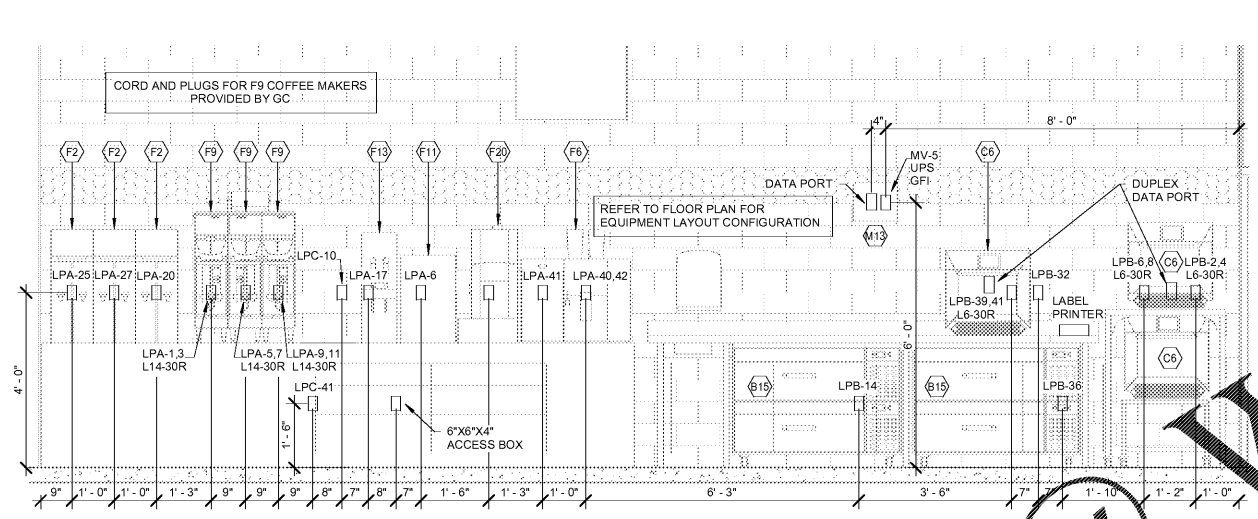 CORD AND PLUGS FOR F9 COFFEE MAKERS
PROVIDED BY GC
4"
8' - 0"
F2
F2
F2
F9
F9
F9
F13
F11
F20
F6
MV-5
UPS
GFI
C6
DATA PORT
DUPLEX
DATA PORT
REFER TO FLOOR PLAN FOR
EQUIPMENT LAYOUT CONFIGURATION
M13
LPC-10
LPA-25
LPA-27
LPA-20
LPA-17
LPA-6
LPA-41
LPA-40,42
LPB-39,41
L6-30R
LPB-32
LABEL
PRINTER
LPB-6,8
L6-30R
C6
LPB-2,4
L6-30R
6' - 0"
LPA-1,3
L14-30R
LPA-5,7
L14-30R
LPA-9,11
L14-30R
C6
4' - 0"
LPC-41
B15
LPB-14
B15
LPB-36
1' - 6"
6"X6"X4"
ACCESS BOX
9"
1' - 0"
1' - 0"
1' - 3"
9"
9"
9"
8"
7"
8"
7"
1' - 6"
1' - 3"
1' - 0"
6' - 3"
3' - 6"
7"
7"
1' - 10"
1' - 2"
1' - 0"